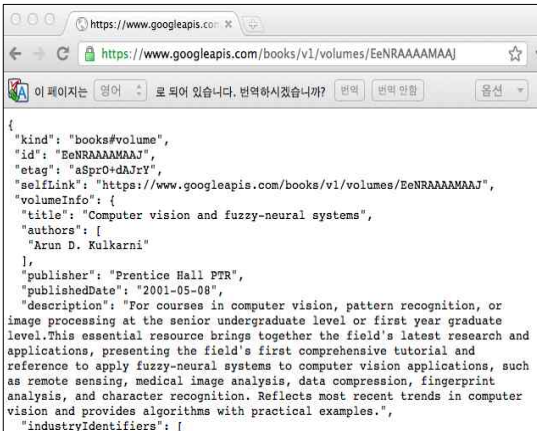 https://www.googleapis.con
https://www.googleapis.com/books/v1/volumes/EeNRAAAAMAAJ
이 페이지는 영어 로 되어 있습니다. 번역하시겠습니까? 번역 번역 안함 옵션
{
"kind": "books#volume",
"id": "EeNRAAAAMAAJ",
"etag": "aSprO+dAJrY",
"selfLink": "https://www.googleapis.com/books/v1/volumes/EeNRAAAAMAAJ",
"volumeInfo": {
"title": "Computer vision and fuzzy-neural systems",
"authors": [
"Arun D. Kulkarni"
],
"publisher": "Prentice Hall PTR",
"publishedDate": "2001-05-08",
"description": "For courses in computer vision, pattern recognition, or
image processing at the senior undergraduate level or first year graduate
level.This essential resource brings together the field's latest research and
applications, presenting the field's first comprehensive tutorial and
reference to apply fuzzy-neural systems to computer vision applications, such
as remote sensing, medical image analysis, data compression, fingerprint
analysis, and character recognition. Reflects most recent trends in computer
vision and provides algorithms with practical examples.",
"industryIdentifiers": [